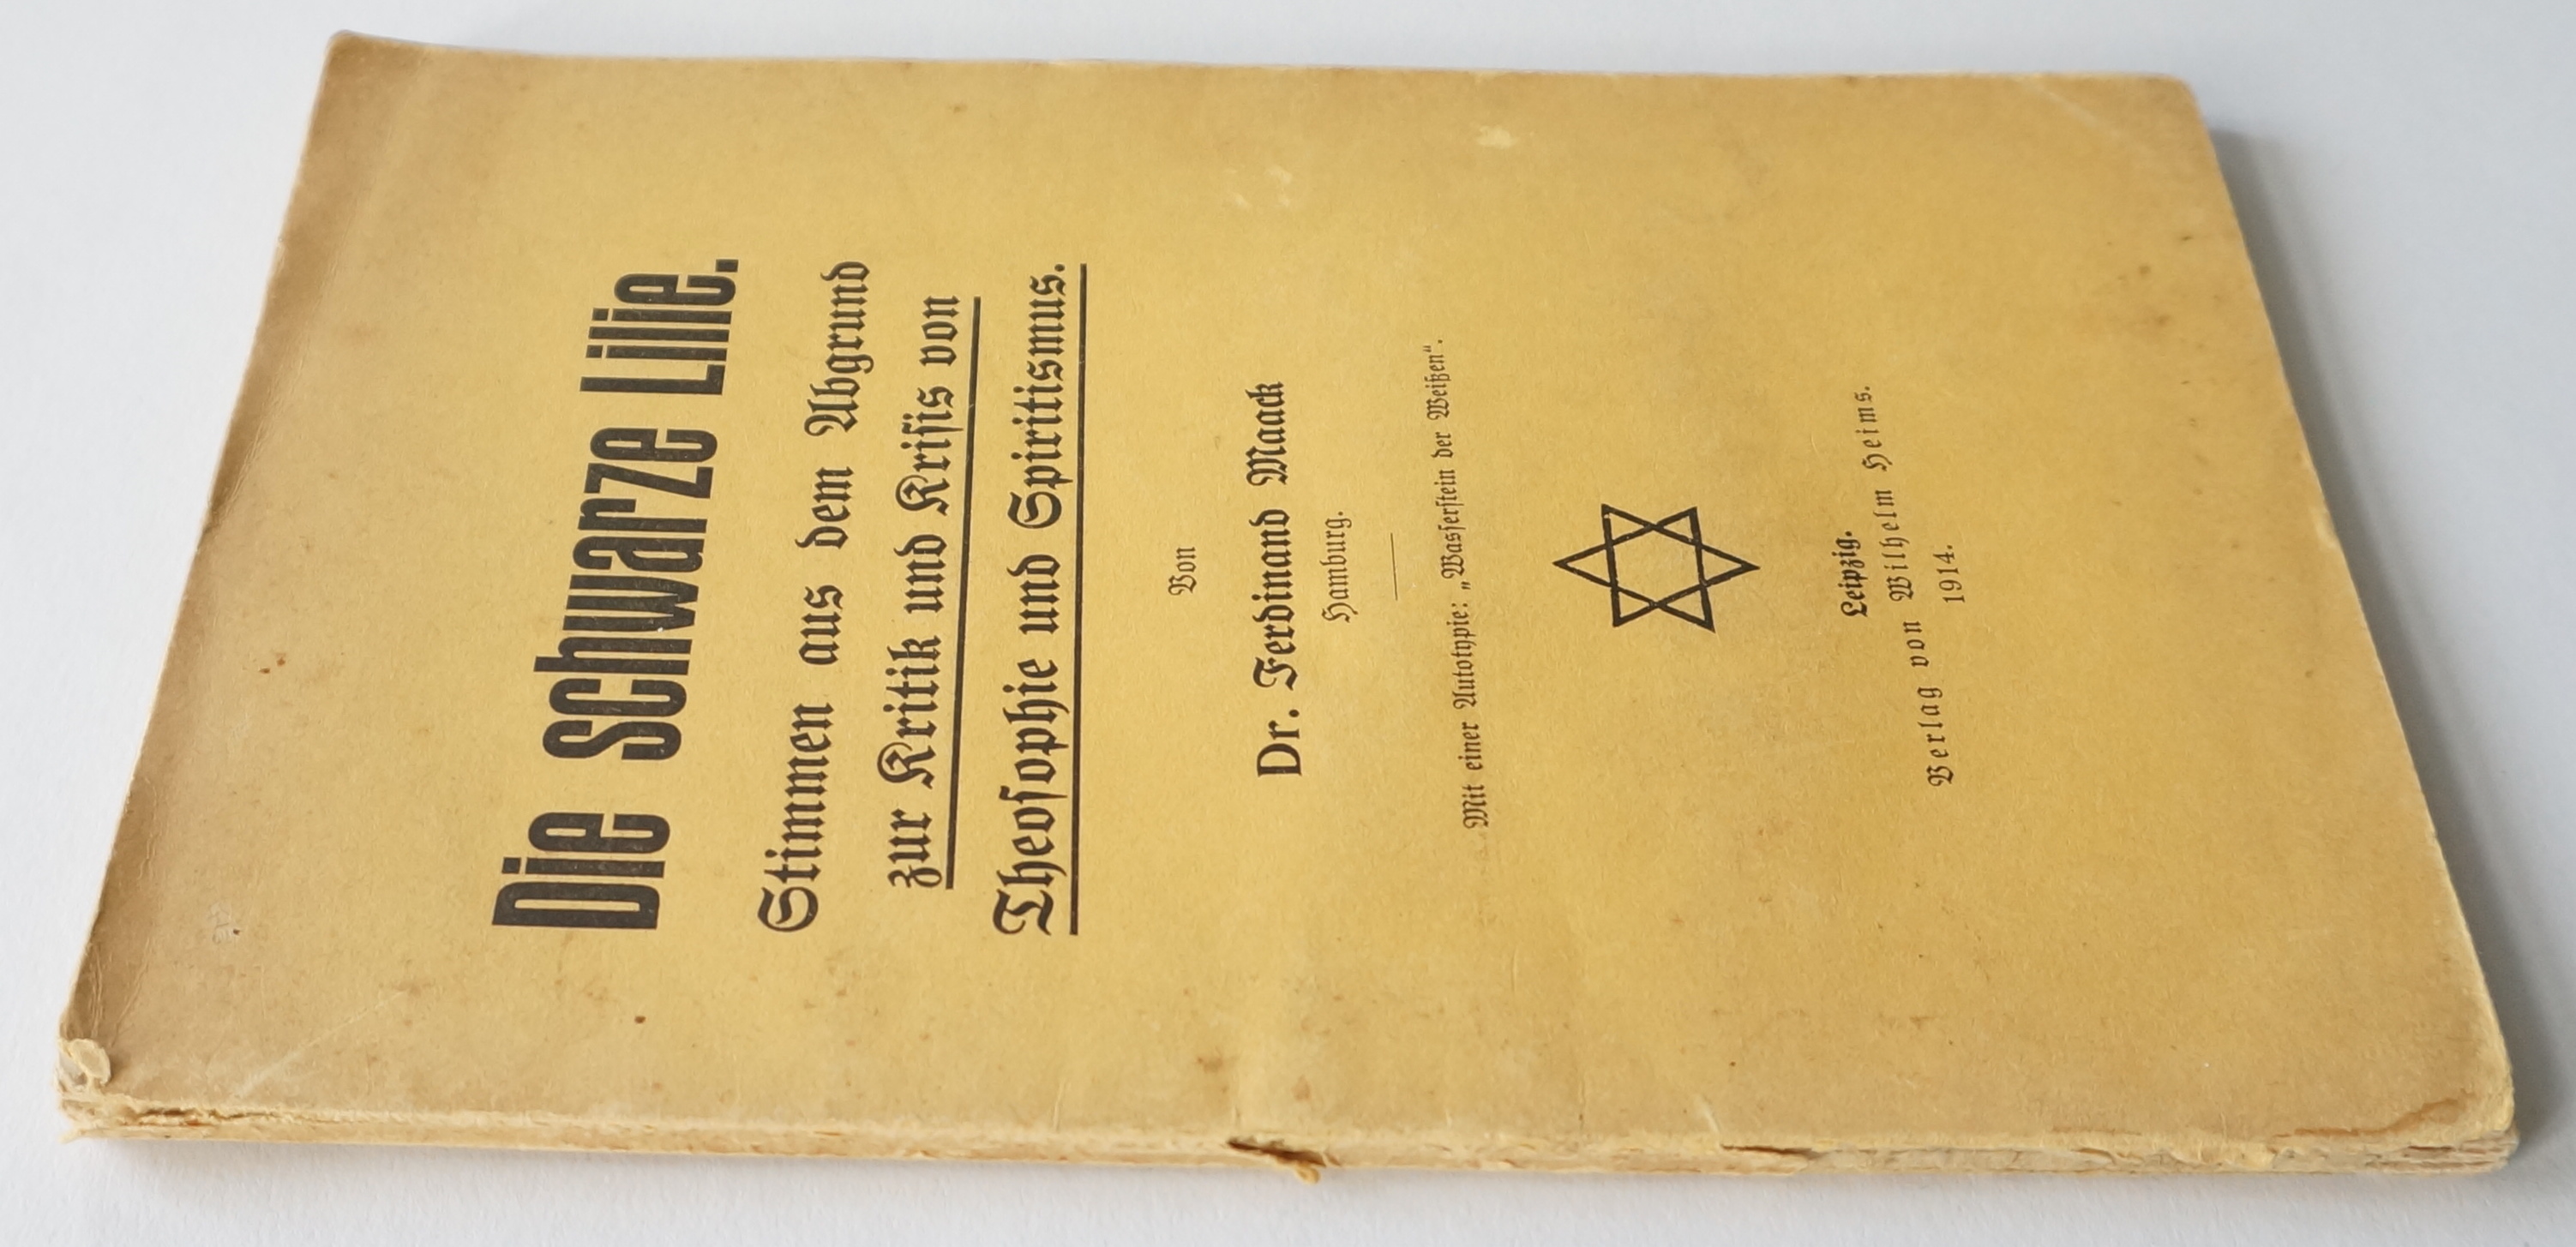 Die schwarze Lilie.
Stimmen aus dem Abgrund
zur Kritik und Krisis von
Theosophie und Spiritismus.
Von
Dr. Ferdinand Maack
Hamburg.
Mit einer Autotypie: „Wasserstein der Weißen“.
Leipzig.
Verlag von Wilhelm Heims.
1914.